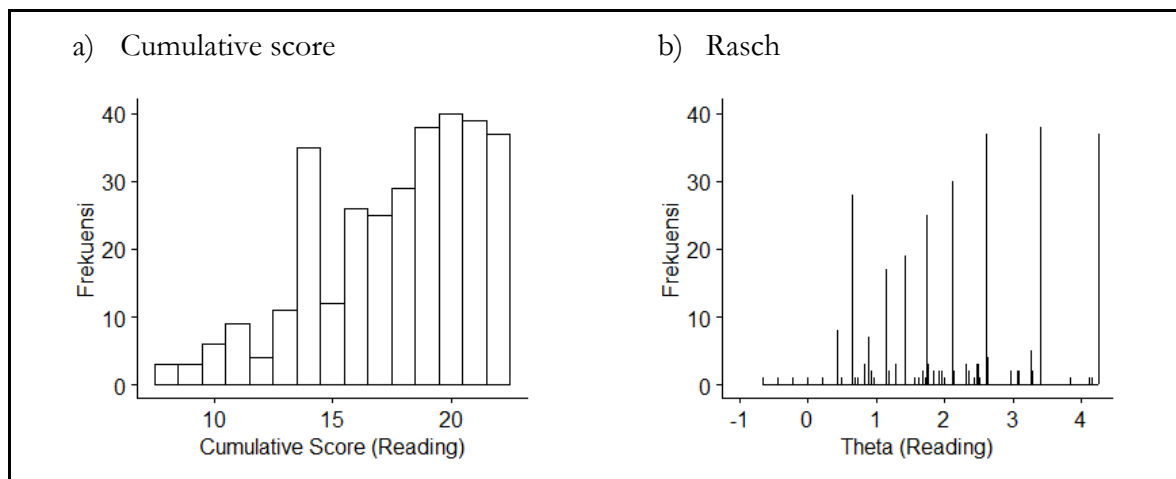 a) Cumulative score
40
30
20
10
0
Frekuensi
10 15 20
Cumulative Score (Reading)
b) Rasch
40
30
20
10
0
Frekuensi
-1 0 1 2 3 4
Theta (Reading)